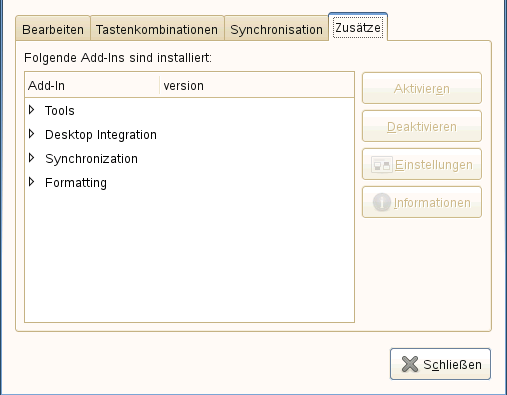 Bearbeiten Tastenkombinationen Synchronisation Zusätze
Folgende Add-Ins sind installiert:
Add-In version
Tools
Desktop Integration
Synchronization
Formatting
Aktivieren
Deaktivieren
Einstellungen
Informationen
Schließen